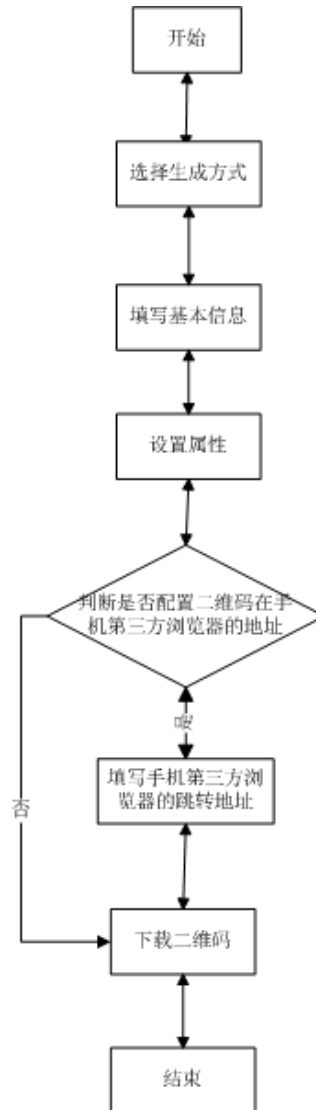 开始
选择生成方式
填写基本信息
设置属性
判断是否配置二维码在手
机第三方浏览器的地址
是
填写手机第三方浏
览器的跳转地址
否
下载二维码
结束